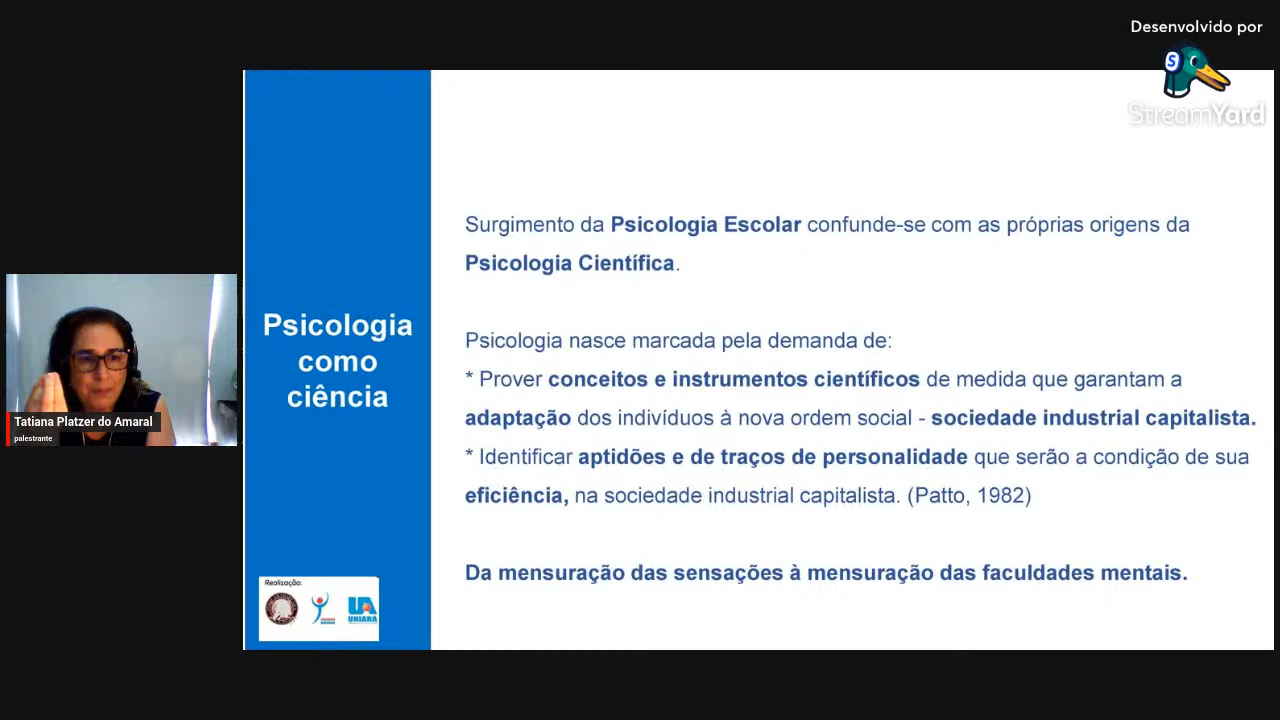 Desenvolvido por
S
StreamYard
Surgimento da Psicologia Escolar confunde-se com as próprias origens da
Psicologia Científica.
Psicologia
como
ciência
Psicologia nasce marcada pela demanda de:
* Prover conceitos e instrumentos científicos de medida que garantam a
adaptação dos indivíduos à nova ordem social - sociedade industrial capitalista.
* Identificar aptidões e de traços de personalidade que serão a condição de sua
eficiência, na sociedade industrial capitalista. (Patto, 1982)
Da mensuração das sensações à mensuração das faculdades mentais.
Tatiana Platzer do Amaral
palestrante
Realização:
UA
UNIARA